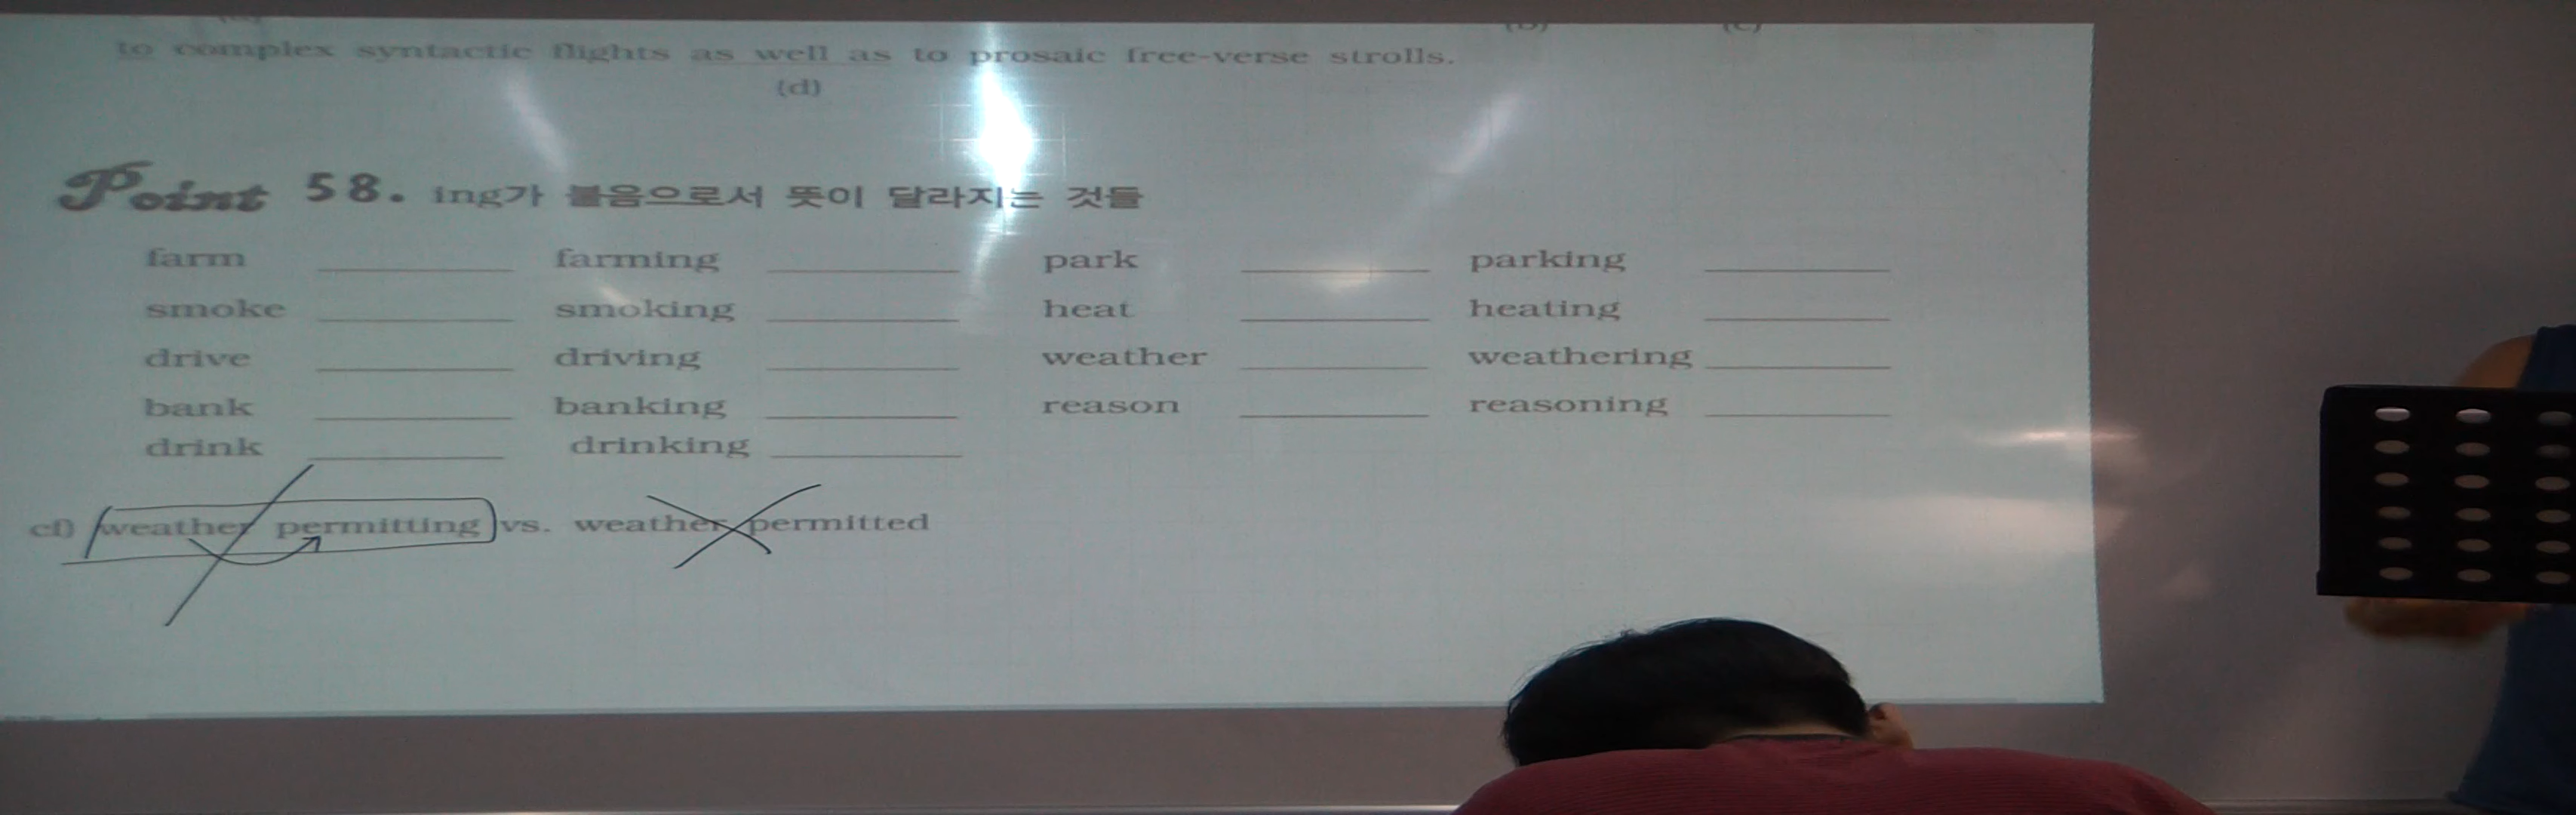 to complex syntactic flights as well as to prosaic free-verse strolls.
(d)
Point 58. ing가 붙음으로서 뜻이 달라지는 것들
farm farming park parking
smoke smoking heat heating
drive driving weather weathering
bank banking reason reasoning
drink drinking
cf) weather permitting vs. weather permitted